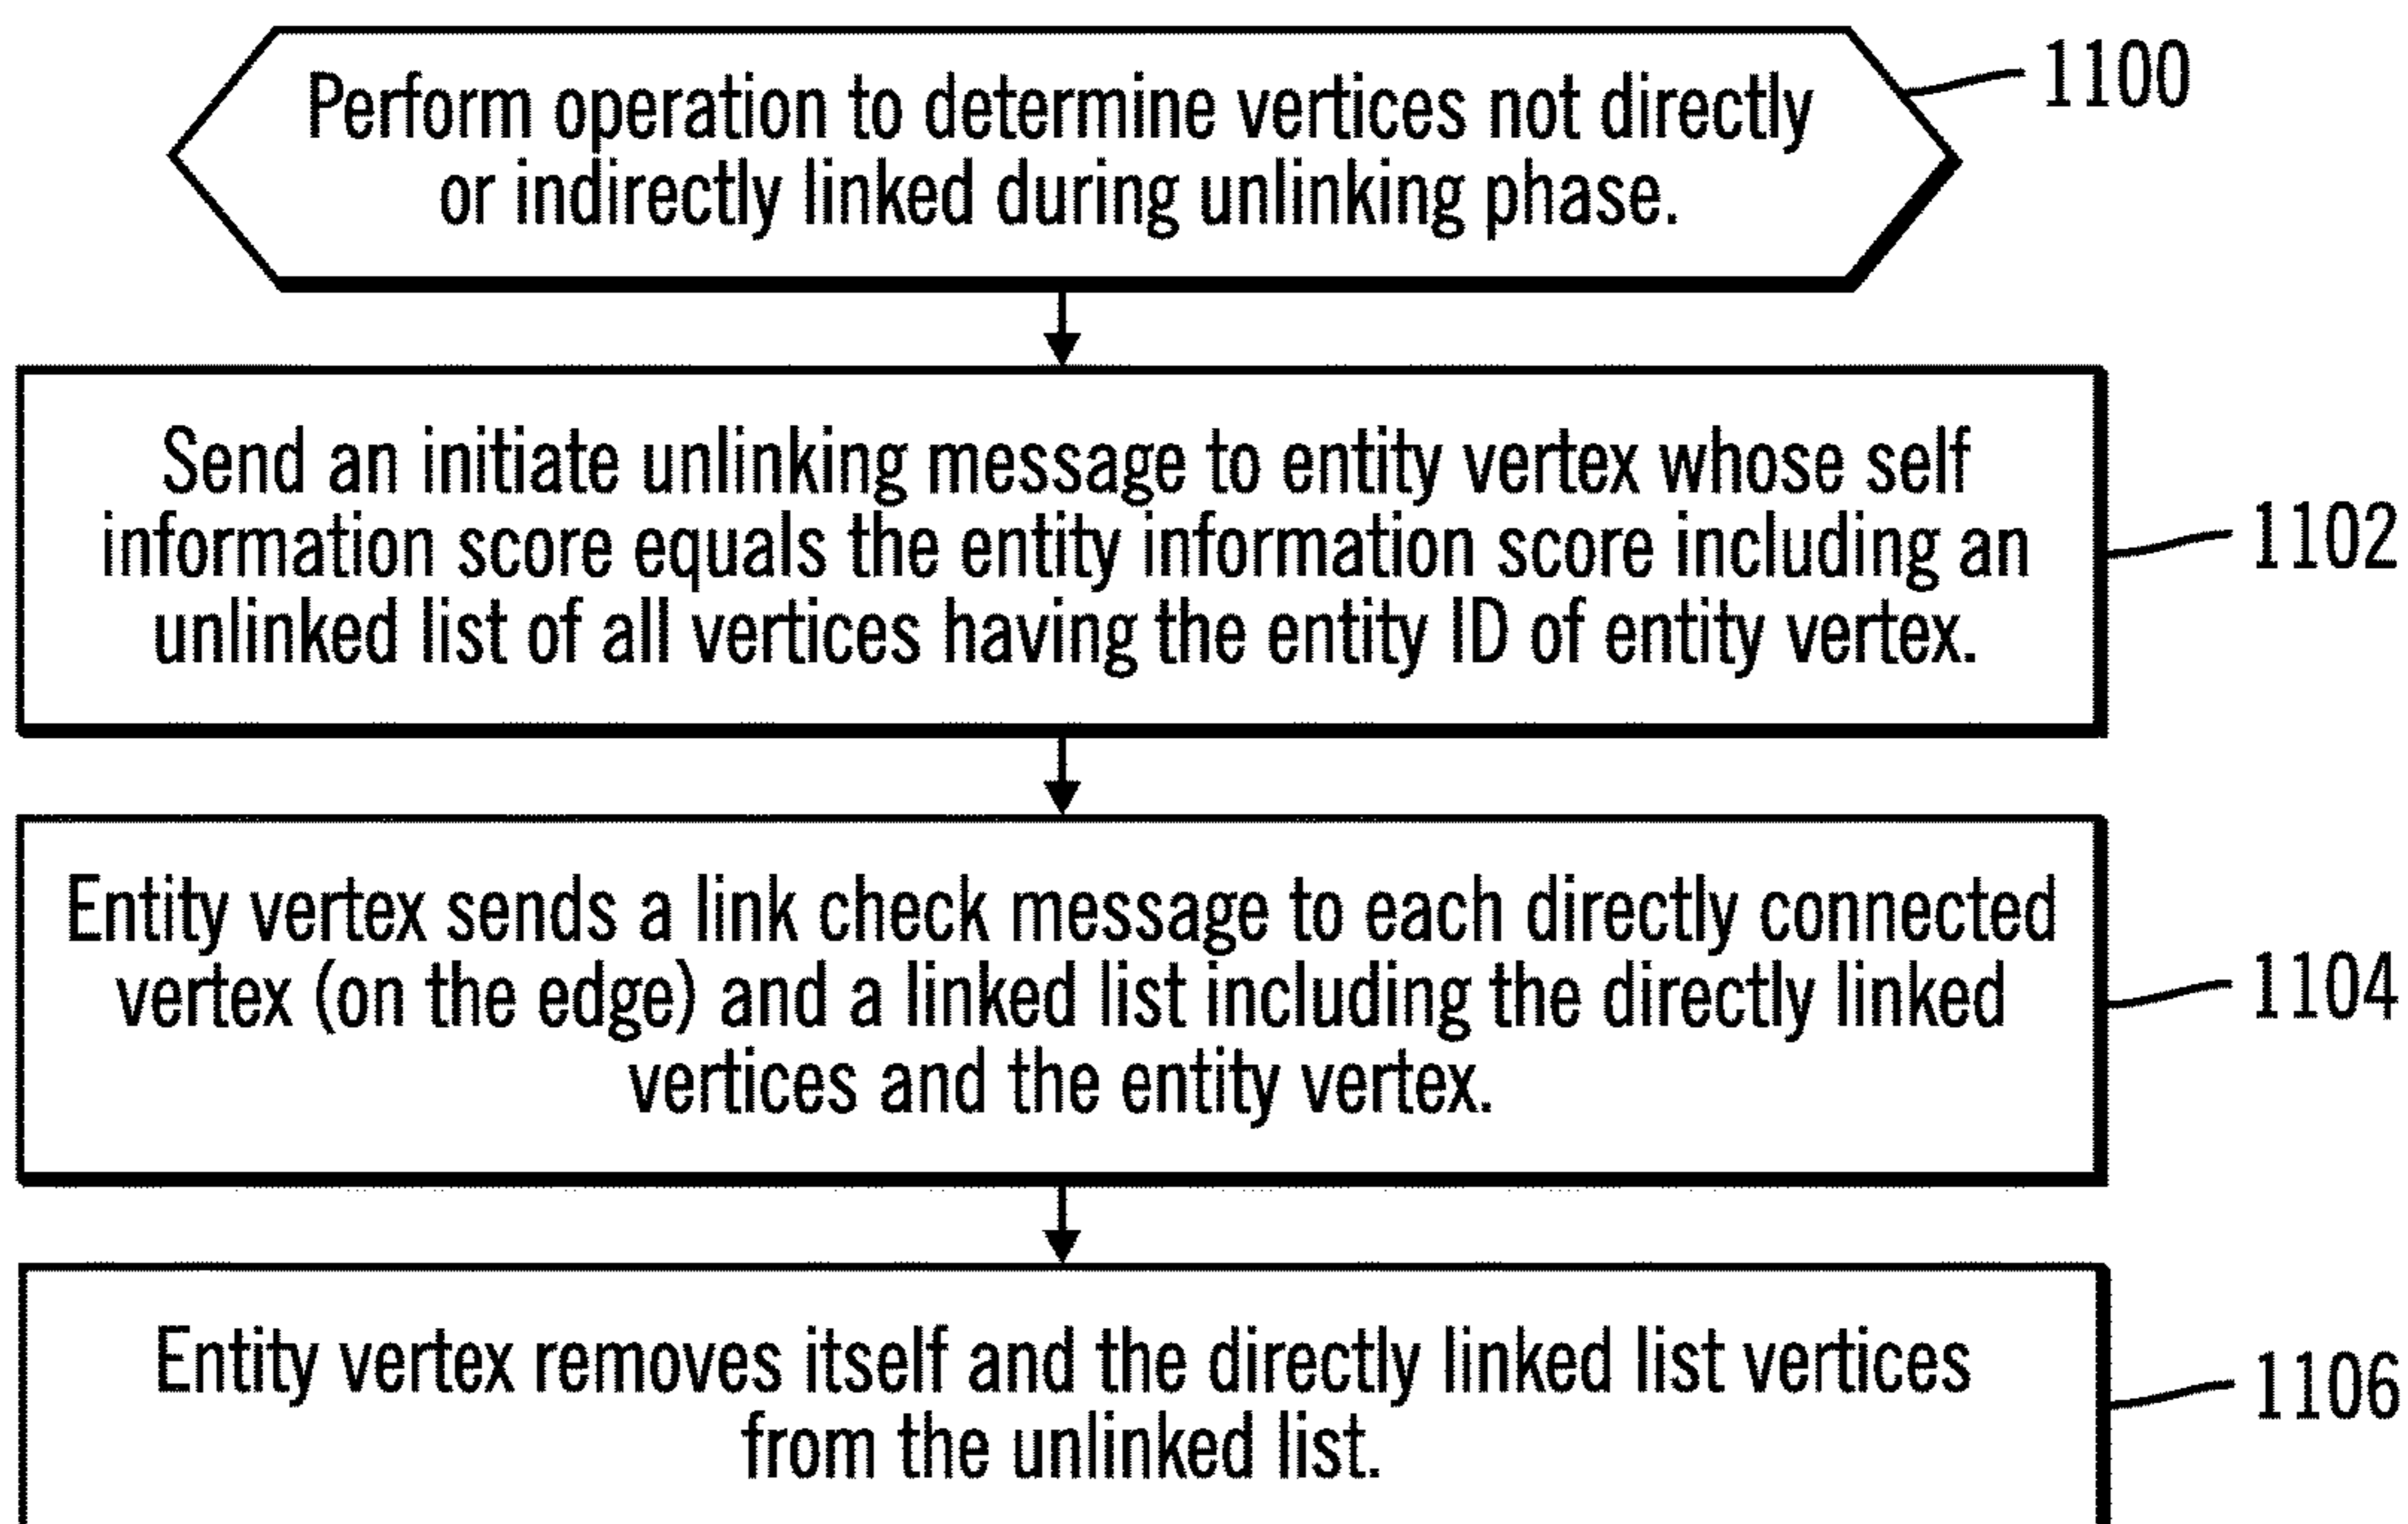 Perform operation to determine vertices not directly
or indirectly linked during unlinking phase.
1100
Send an initiate unlinking message to entity vertex whose self
information score equals the entity information score including an
unlinked list of all vertices having the entity ID of entity vertex.
1102
Entity vertex sends a link check message to each directly connected
vertex (on the edge) and a linked list including the directly linked
vertices and the entity vertex.
1104
Entity vertex removes itself and the directly linked list vertices
from the unlinked list.
1106